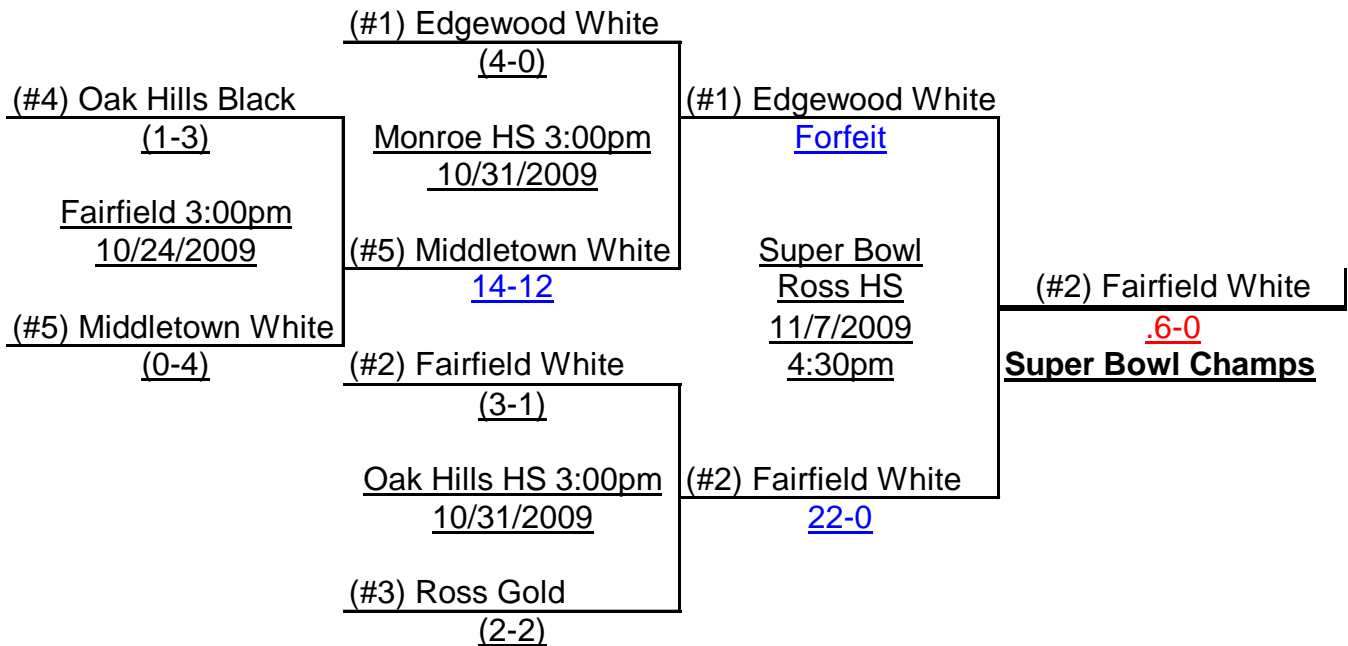 (#1) Edgewood White
(4-0)
(#4) Oak Hills Black
(#1) Edgewood White
(1-3)
Monroe HS 3:00pm
Forfeit
10/31/2009
Fairfield 3:00pm
10/24/2009
(#5) Middletown White
Super Bowl
14-12
Ross HS
(#2) Fairfield White
(#5) Middletown White
11/7/2009
.6-0
(0-4)
(#2) Fairfield White
4:30pm
Super Bowl Champs
(3-1)
Oak Hills HS 3:00pm
(#2) Fairfield White
10/31/2009
22-0
(#3) Ross Gold
(2-2)